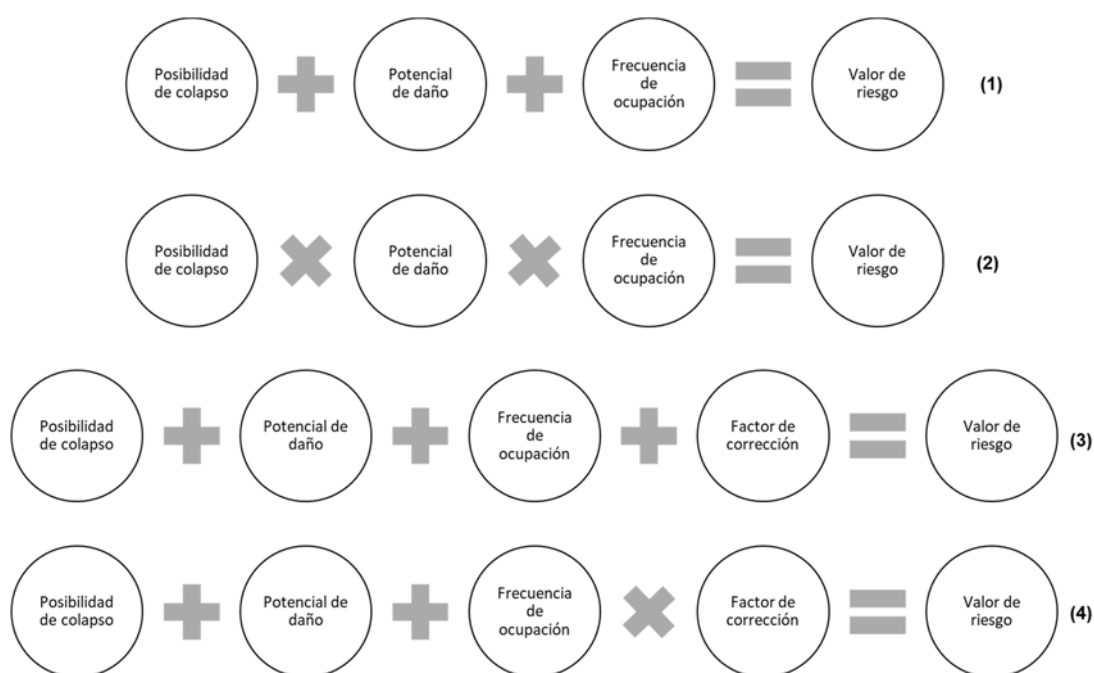 Posibilidad
de colapso
Potencial
de daño
Frecuencia
de
ocupación
Valor de
riesgo
(1)
Posibilidad
de colapso
Potencial
de daño
Frecuencia
de
ocupación
Valor de
riesgo
(2)
Posibilidad
de colapso
Potencial de
daño
Frecuencia
de
ocupación
Factor de
corrección
Valor de
riesgo
(3)
Posibilidad
de colapso
Potencial de
daño
Frecuencia
de
ocupación
Factor de
corrección
Valor de
riesgo
(4)